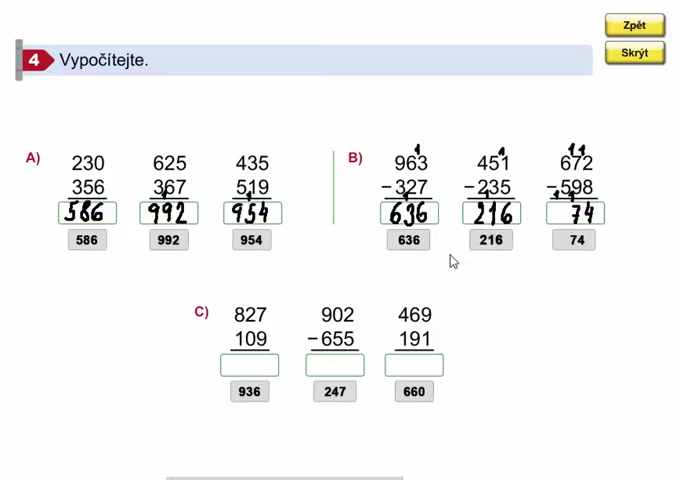 Zpět
4 Vypočítejte.
Skrýt
A) 230 625 435 B) 963 451 672
356 367 519 −327 −235 −598
586 992 954 636 216 74
586 992 954 636 216 74
C) 827 902 469
109 −655 191
936 247 660